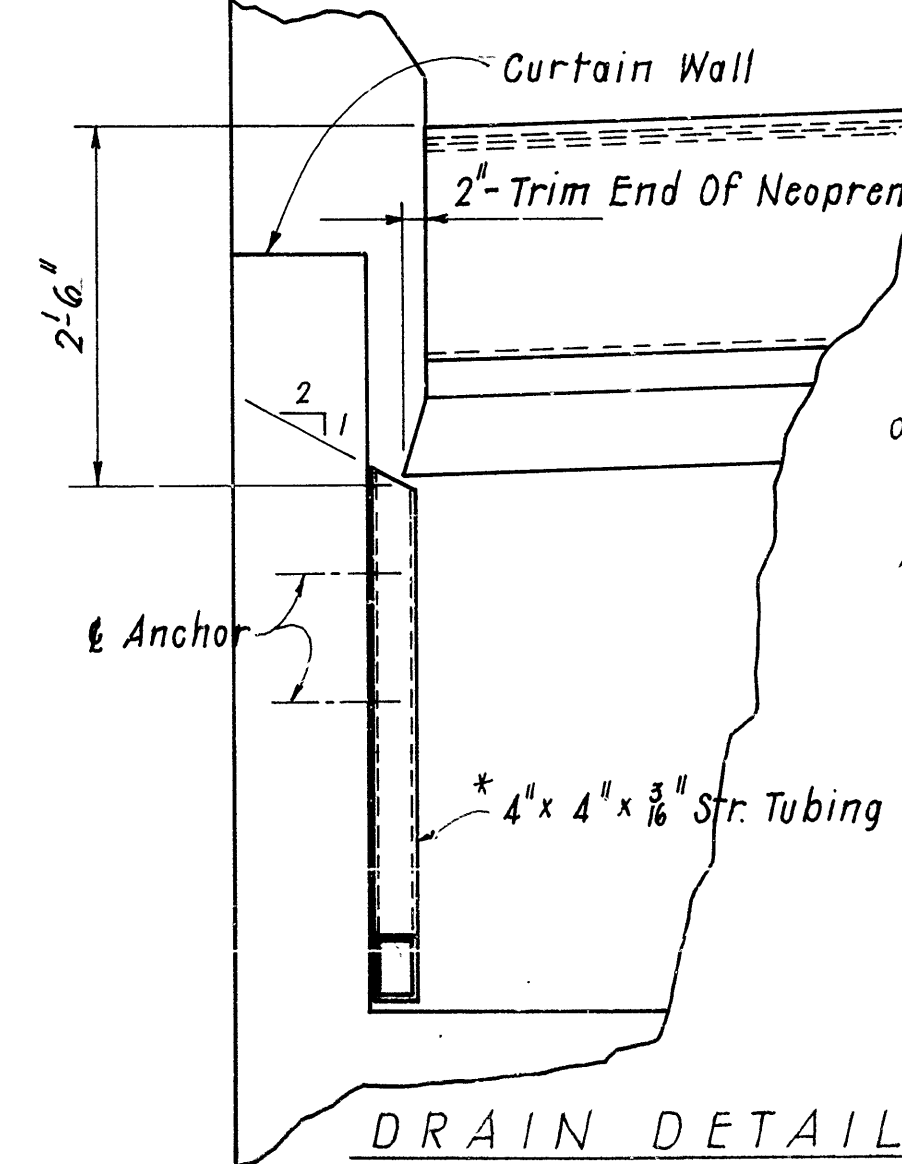 Curtain Wall
2"- Trim End Of Neopren
2'-6"
2
1
℄ Anchor
* 4" x 4" x 3/16" Str. Tubing
DRAIN DETAIL